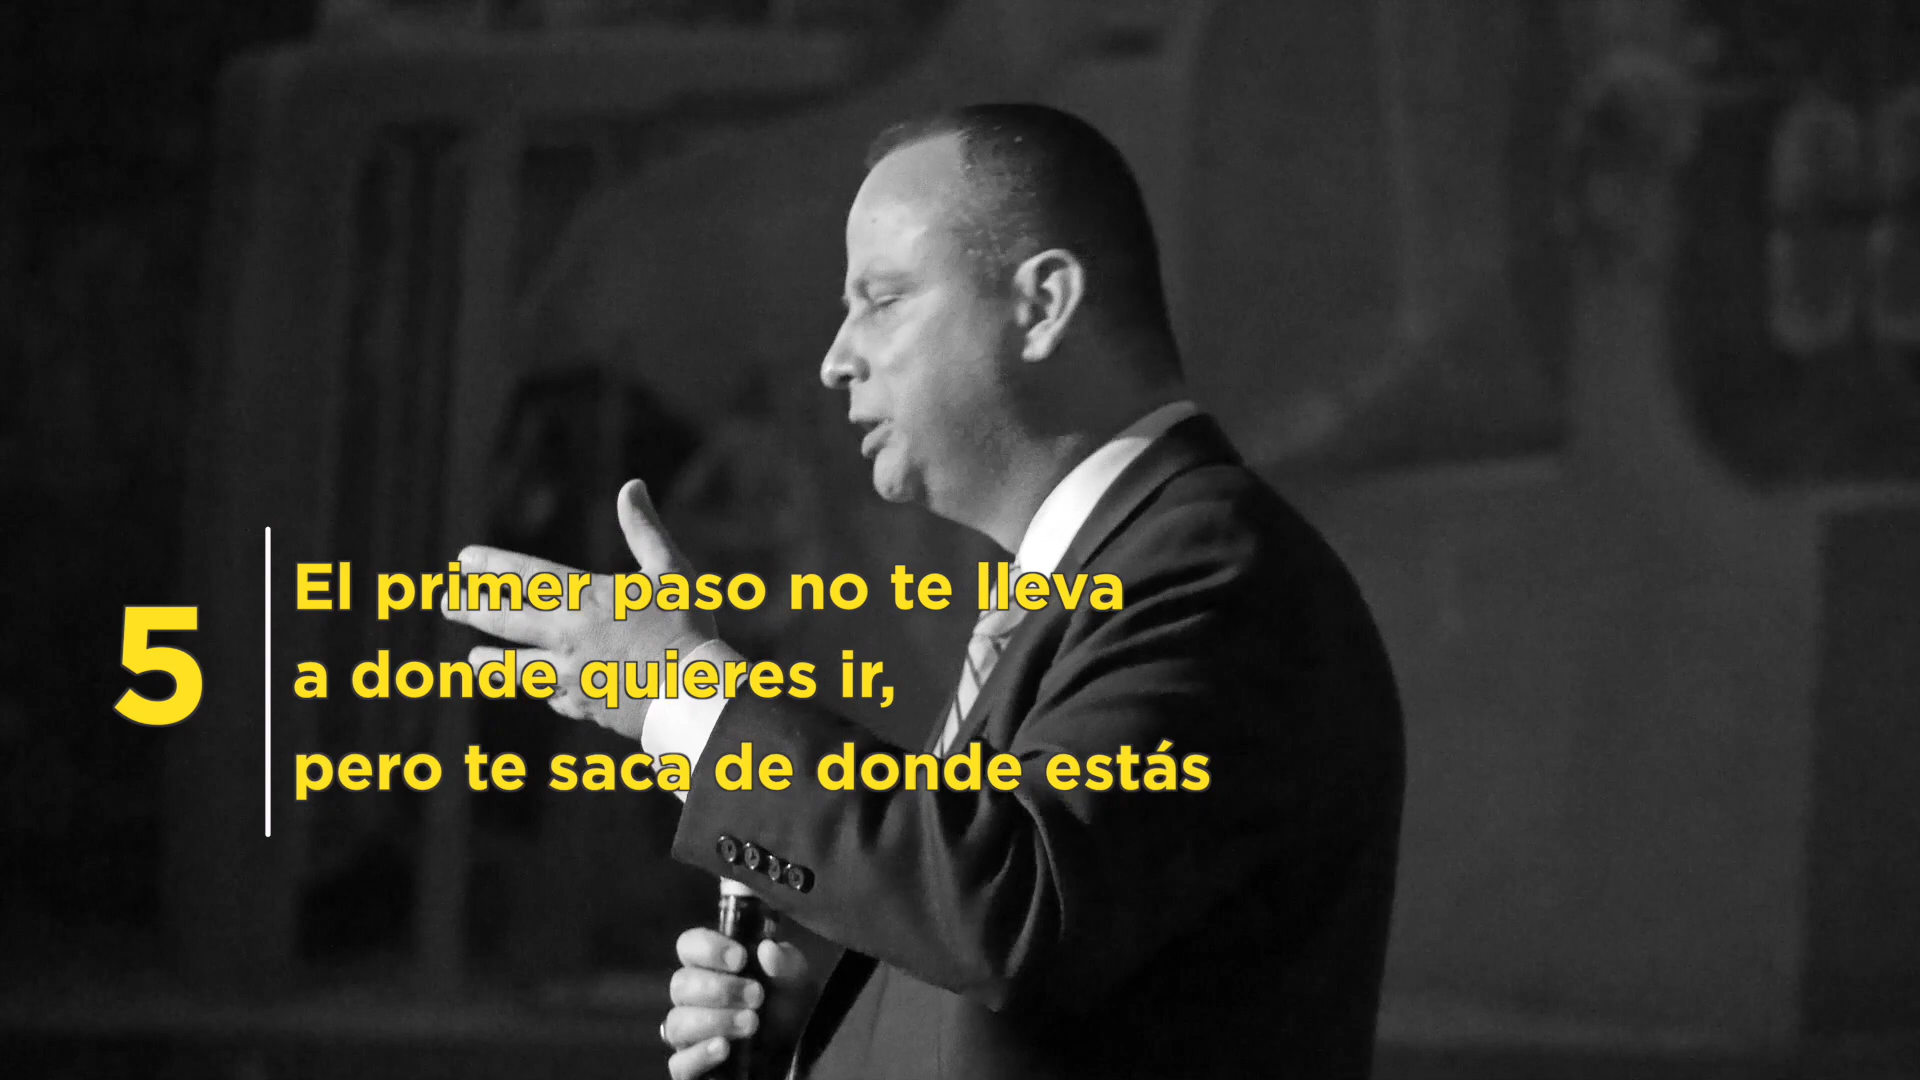 5
El primer paso no te lleva
a donde quieres ir,
pero te saca de donde estás